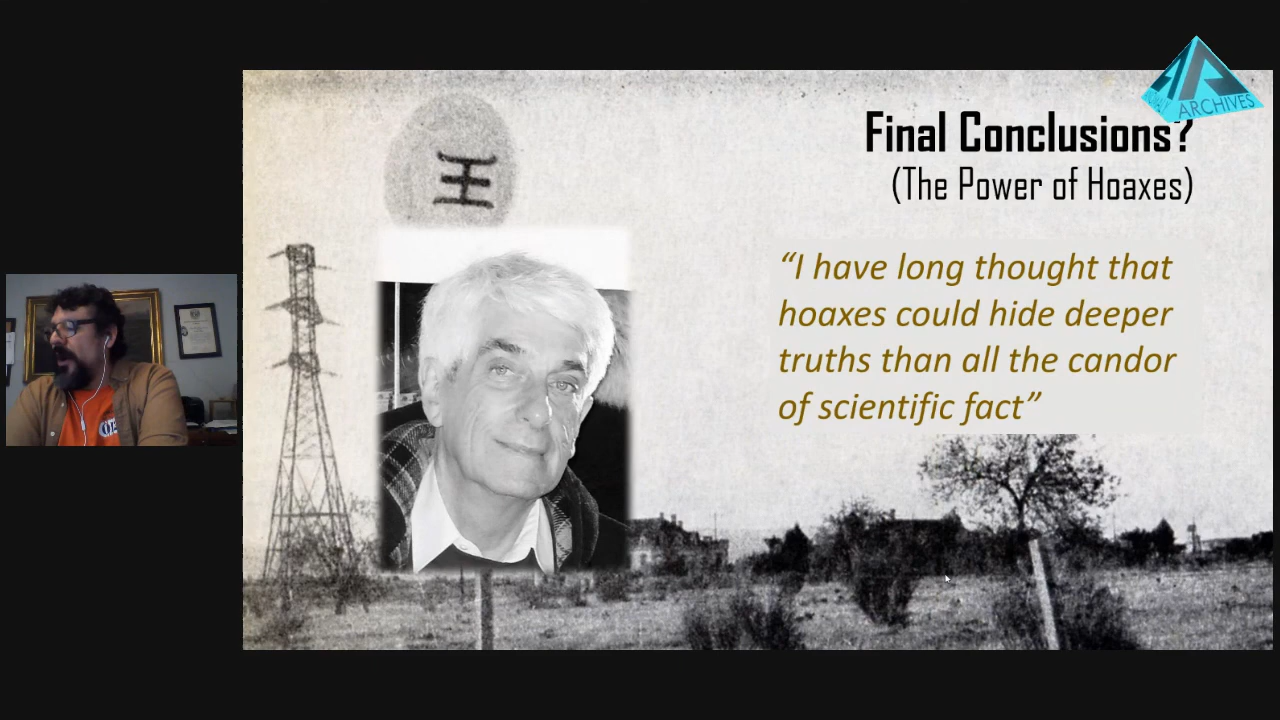 ARCHIVES
Final Conclusions?
(The Power of Hoaxes)
“I have long thought that
hoaxes could hide deeper
truths than all the candor
of scientific fact”